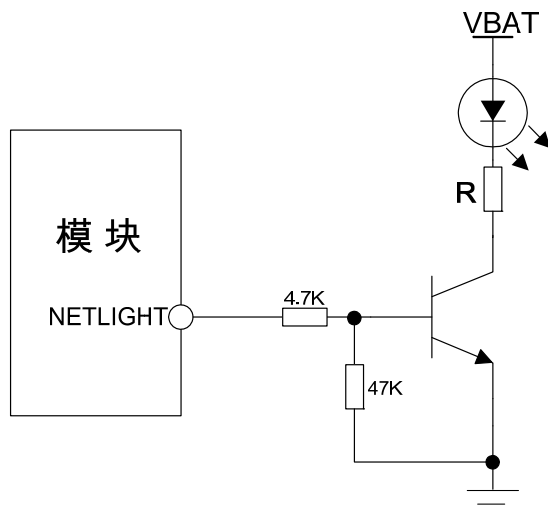 VBAT
R
模块
4.7K
NETLIGHT
47K